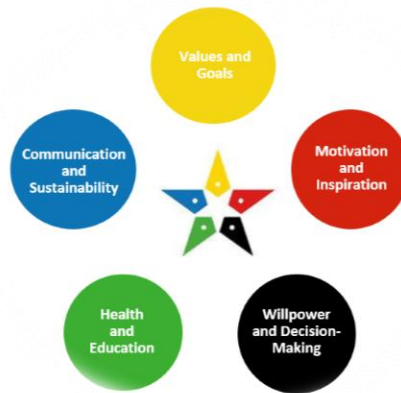 Values and
Goals
Communication
and
Sustainability
Motivation
and
Inspiration
Health
and
Education
Willpower
and Decision-
Making